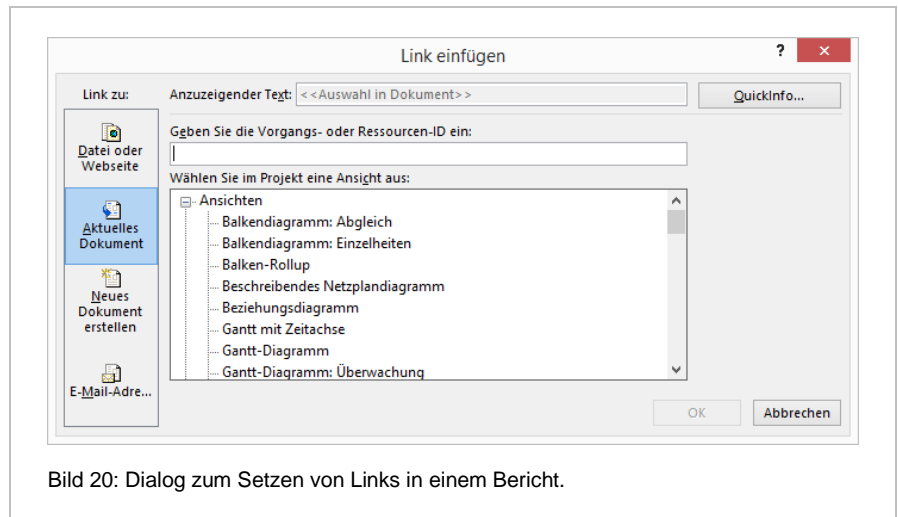 Link einfügen
?
×
Link zu:
Anzuzeigender Text: <<Auswahl in Dokument>>
QuickInfo...
Datei oder
Webseite
Aktuelles
Dokument
Neues
Dokument
erstellen
E-Mail-Adre...
Geben Sie die Vorgangs- oder Ressourcen-ID ein:
Wählen Sie im Projekt eine Ansicht aus:
Ansichten
Balkendiagramm: Abgleich
Balkendiagramm: Einzelheiten
Balken-Rollup
Beschreibendes Netzplandiagramm
Beziehungsdiagramm
Gantt mit Zeitachse
Gantt-Diagramm
Gantt-Diagramm: Überwachung
OK
Abbrechen
Bild 20: Dialog zum Setzen von Links in einem Bericht.